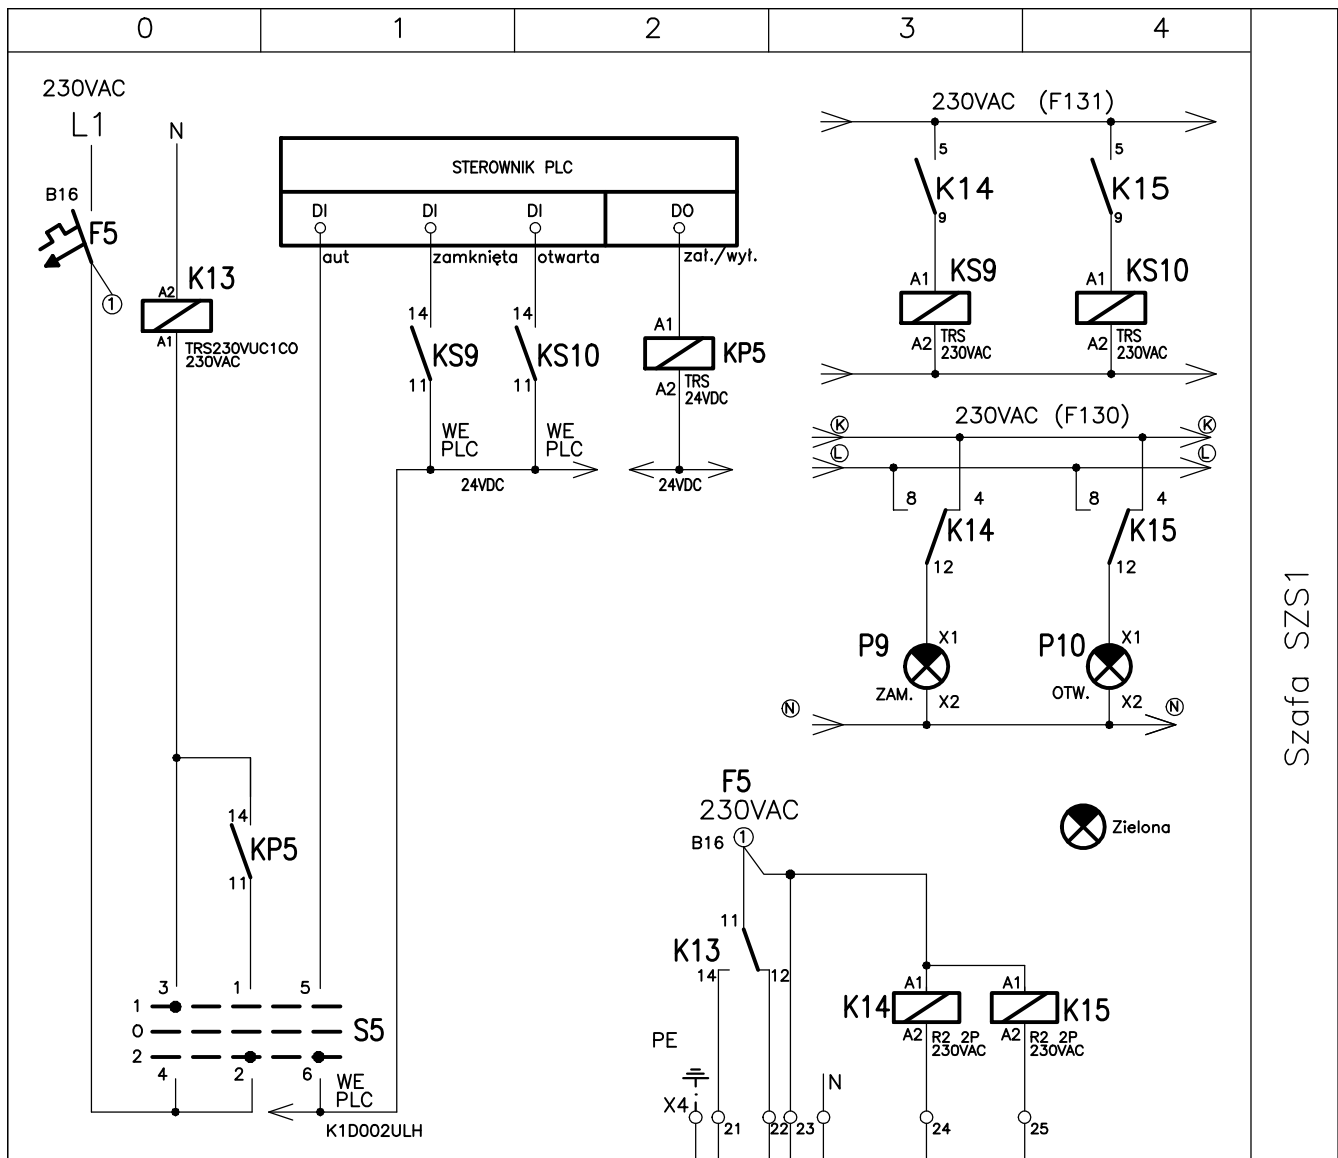 0 1 2 3 4
230VAC
L1
N
B16
F5
1
A2
K13
A1
TRS230VUC1CO
230VAC
STEROWNIK PLC
DI DI DI DO
aut zamknięta otwarta zał./wył.
14
KS9
11
WE
PLC
14
KS10
11
WE
PLC
24VDC
A1
KP5
A2
TRS
24VDC
24VDC
230VAC (F131)
5
K14
9
5
K15
9
A1
KS9
A2
TRS
230VAC
A1
KS10
A2
TRS
230VAC
230VAC (F130)
K K
L L
8 4
K14
12
8 4
K15
12
P9
X1
ZAM.
X2
P10
X1
OTW.
X2
N N
Zielona
14
KP5
11
3 1 5
1
0
2
S5
4 2 6
WE
PLC
K1D002ULH
F5
230VAC
B16
1
11
K13
14 12
A1
K14
A2
R2 2P
230VAC
A1
K15
A2
R2 2P
230VAC
PE
N
X4
21 22 23 24 25
Szafa SZS1